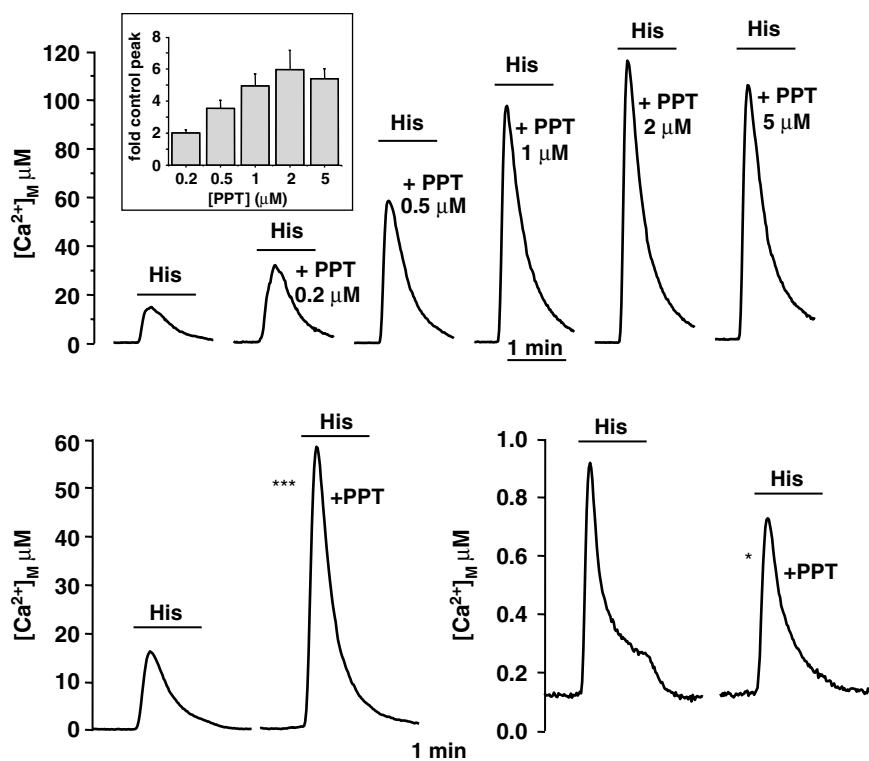 fold control peak
8
6
4
2
0
0.2 0.5 1 2 5
[PPT] (μM)
[Ca²⁺]M μM
120
100
80
60
40
20
0
His
His
+ PPT
0.2 μM
His
+ PPT
0.5 μM
His
+ PPT
1 μM
His
+ PPT
2 μM
His
+ PPT
5 μM
1 min
[Ca²⁺]M μM
60
50
40
30
20
10
0
His
His
***
+PPT
1 min
[Ca²⁺]M μM
1.0
0.8
0.6
0.4
0.2
0.0
His
His
*
+PPT